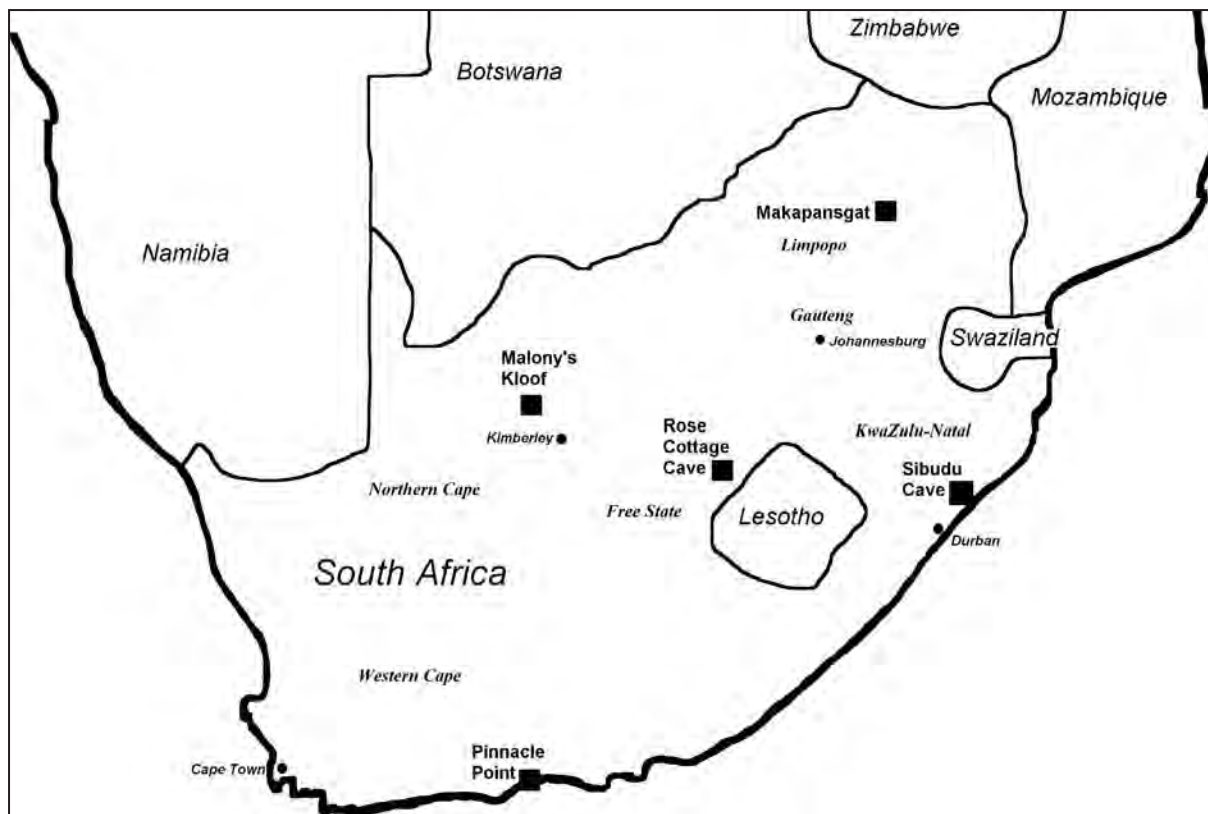 Zimbabwe
Botswana
Mozambique
Makapansgat
Limpopo
Namibia
Gauteng
Johannesburg
Swaziland
Malony's
Kloof
Kimberley
Rose
Cottage
Cave
KwaZulu-Natal
Sibudu
Cave
Northern Cape
Free State
Lesotho
Durban
South Africa
Western Cape
Pinnacle
Point
Cape Town